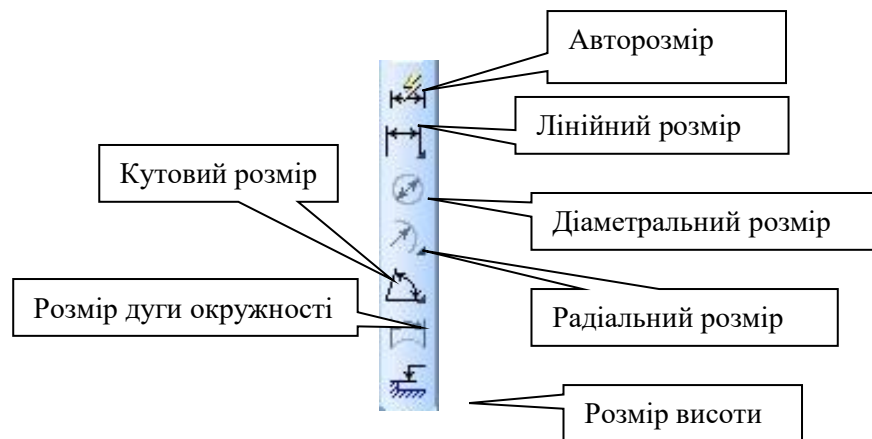 Авторозмір
Лінійний розмір
Кутовий розмір
Діаметральний розмір
Розмір дуги окружності
Радіальний розмір
Розмір висоти